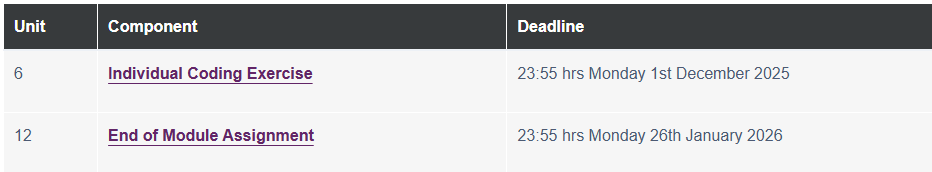 Unit Component Deadline
6 Individual Coding Exercise 23:55 hrs Monday 1st December 2025
12 End of Module Assignment 23:55 hrs Monday 26th January 2026